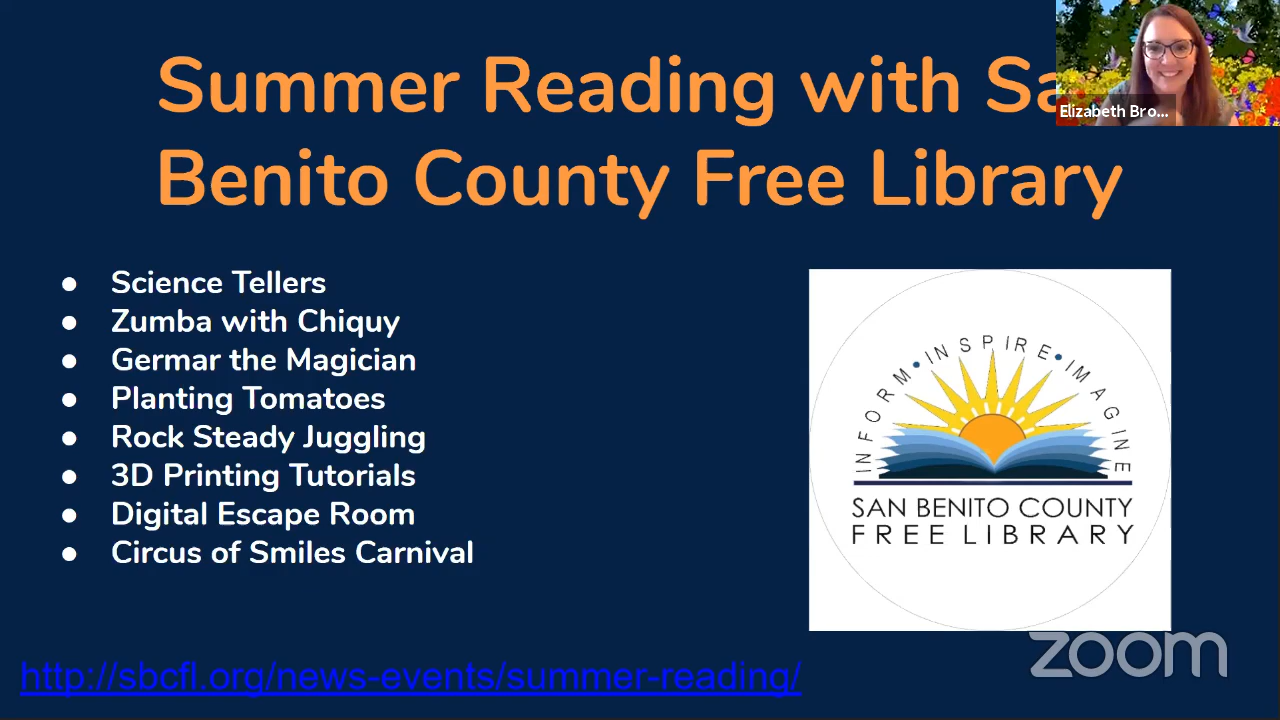 Summer Reading with Sa
Benito County Free Library
Elizabeth Bro...
● Science Tellers
● Zumba with Chiquy
● Germar the Magician
● Planting Tomatoes
● Rock Steady Juggling
● 3D Printing Tutorials
● Digital Escape Room
● Circus of Smiles Carnival
INFORM•INSPIRE•IMAGINE
SAN BENITO COUNTY
FREE LIBRARY
http://sbcfl.org/news-events/summer-reading/
zoom